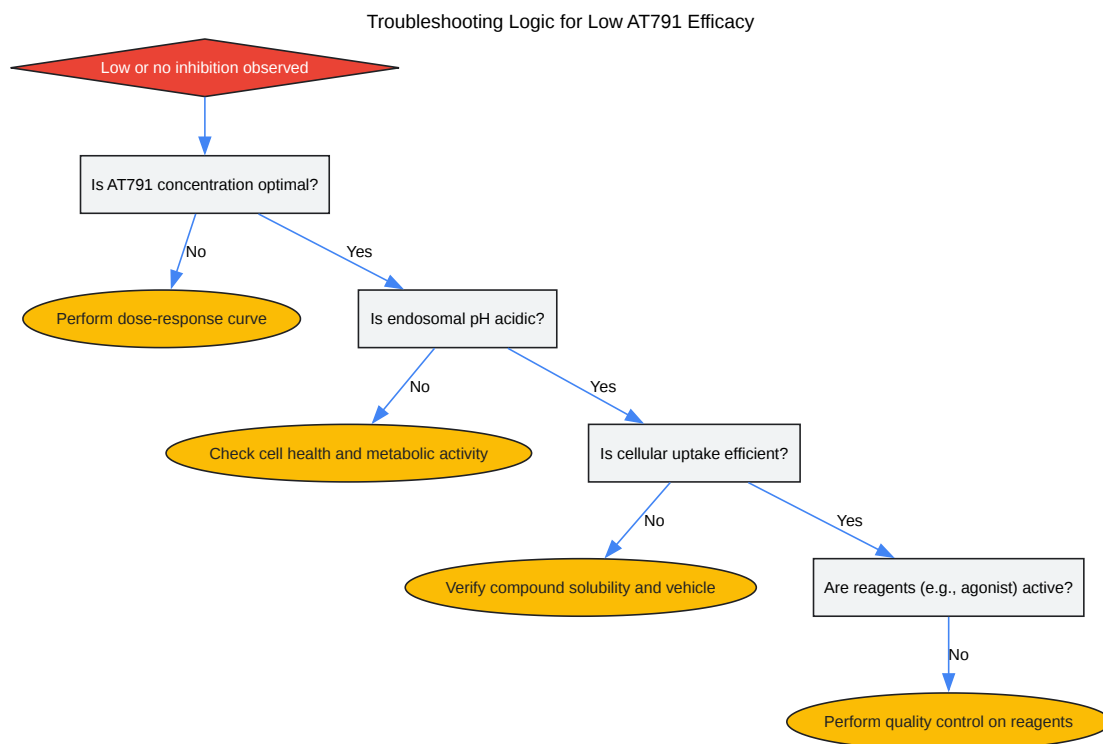 Troubleshooting Logic for Low AT791 Efficacy
Low or no inhibition observed
Is AT791 concentration optimal?
No
Yes
Perform dose-response curve
Is endosomal pH acidic?
No
Yes
Check cell health and metabolic activity
Is cellular uptake efficient?
No
Yes
Verify compound solubility and vehicle
Are reagents (e.g., agonist) active?
No
Perform quality control on reagents